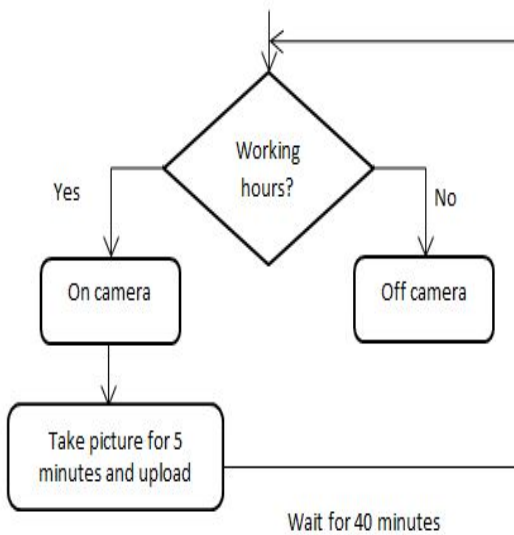 Working
hours?
Yes
No
On camera
Off camera
Take picture for 5
minutes and upload
Wait for 40 minutes